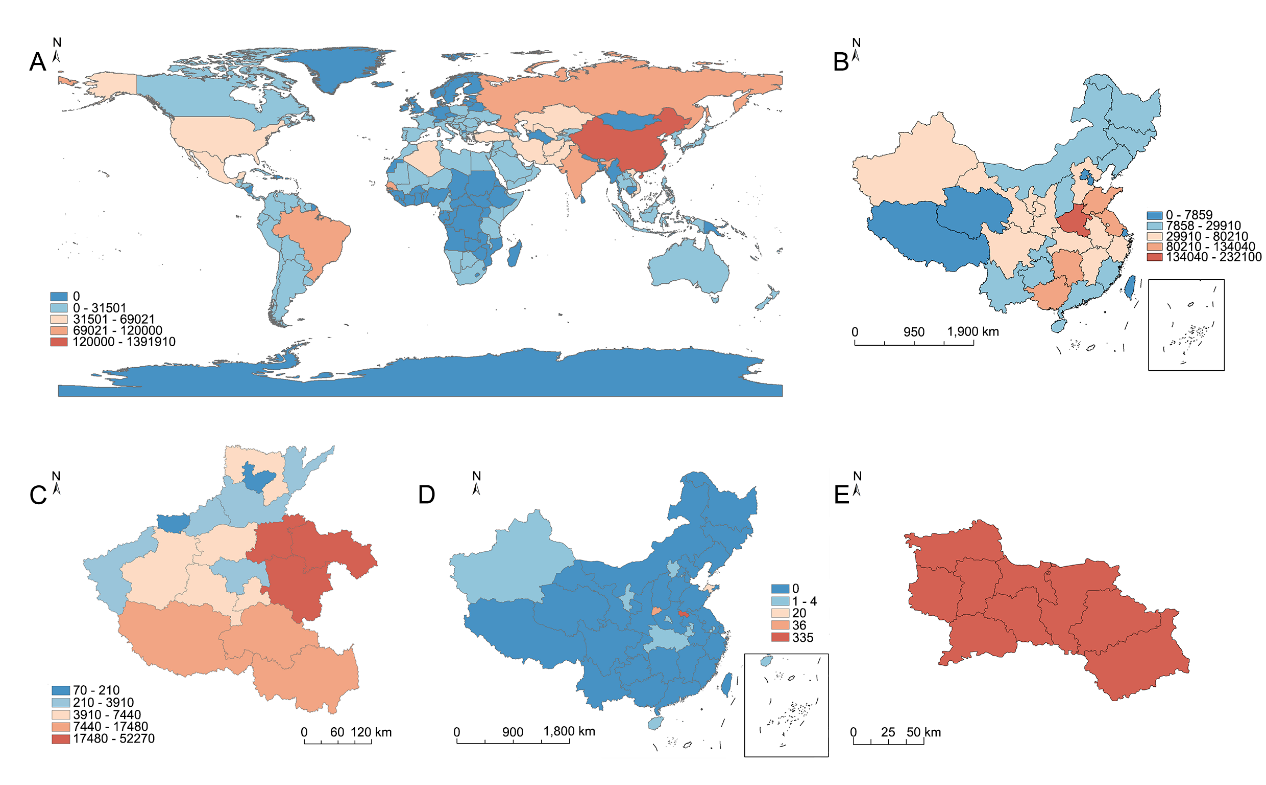 A
N
0
0 - 31501
31501 - 69021
69021 - 120000
120000 - 1391910
B
N
0 - 7859
7858 - 29910
29910 - 80210
80210 - 134040
134040 - 232100
0 950 1,900 km
C
N
70 - 210
210 - 3910
3910 - 7440
7440 - 17480
17480 - 52270
0 60 120 km
D
N
0
1 - 4
20
36
335
0 900 1,800 km
E
N
0 25 50 km